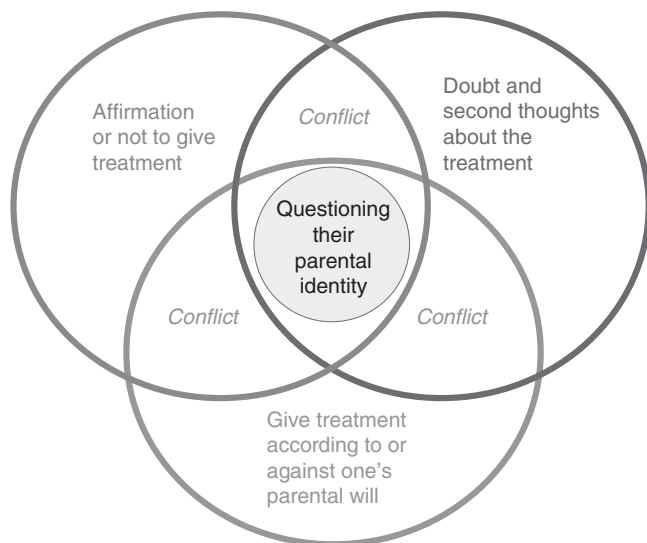 Affirmation
or not to give
treatment
Conflict
Doubt and
second thoughts
about the
treatment
Questioning
their
parental
identity
Conflict
Conflict
Give treatment
according to or
against one's
parental will